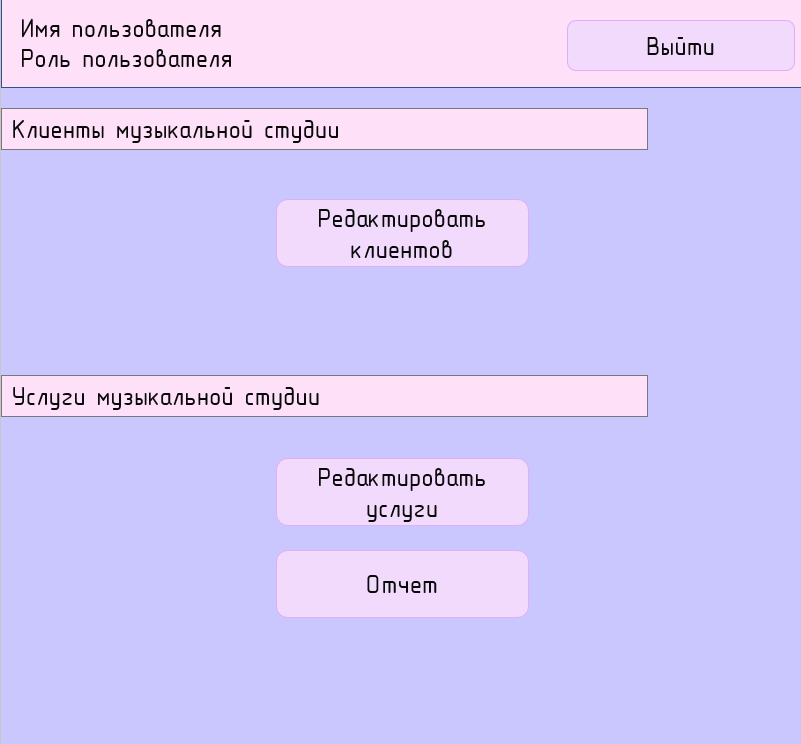 Имя пользователя
Роль пользователя
Выйти
Клиенты музыкальной студии
Редактировать
клиентов
Услуги музыкальной студии
Редактировать
услуги
Отчет